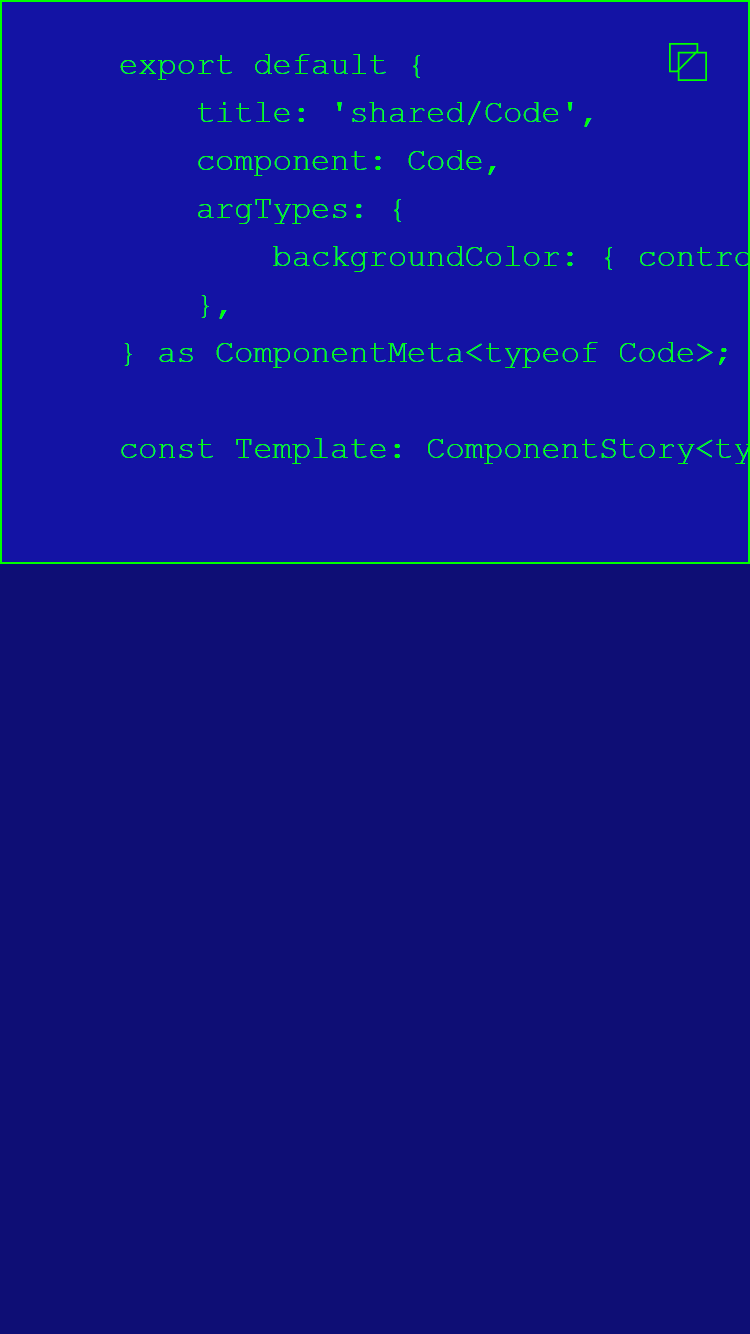 export default {
    title: 'shared/Code',
    component: Code,
    argTypes: {
        backgroundColor: { contro
    },
} as ComponentMeta<typeof Code>;

const Template: ComponentStory<ty